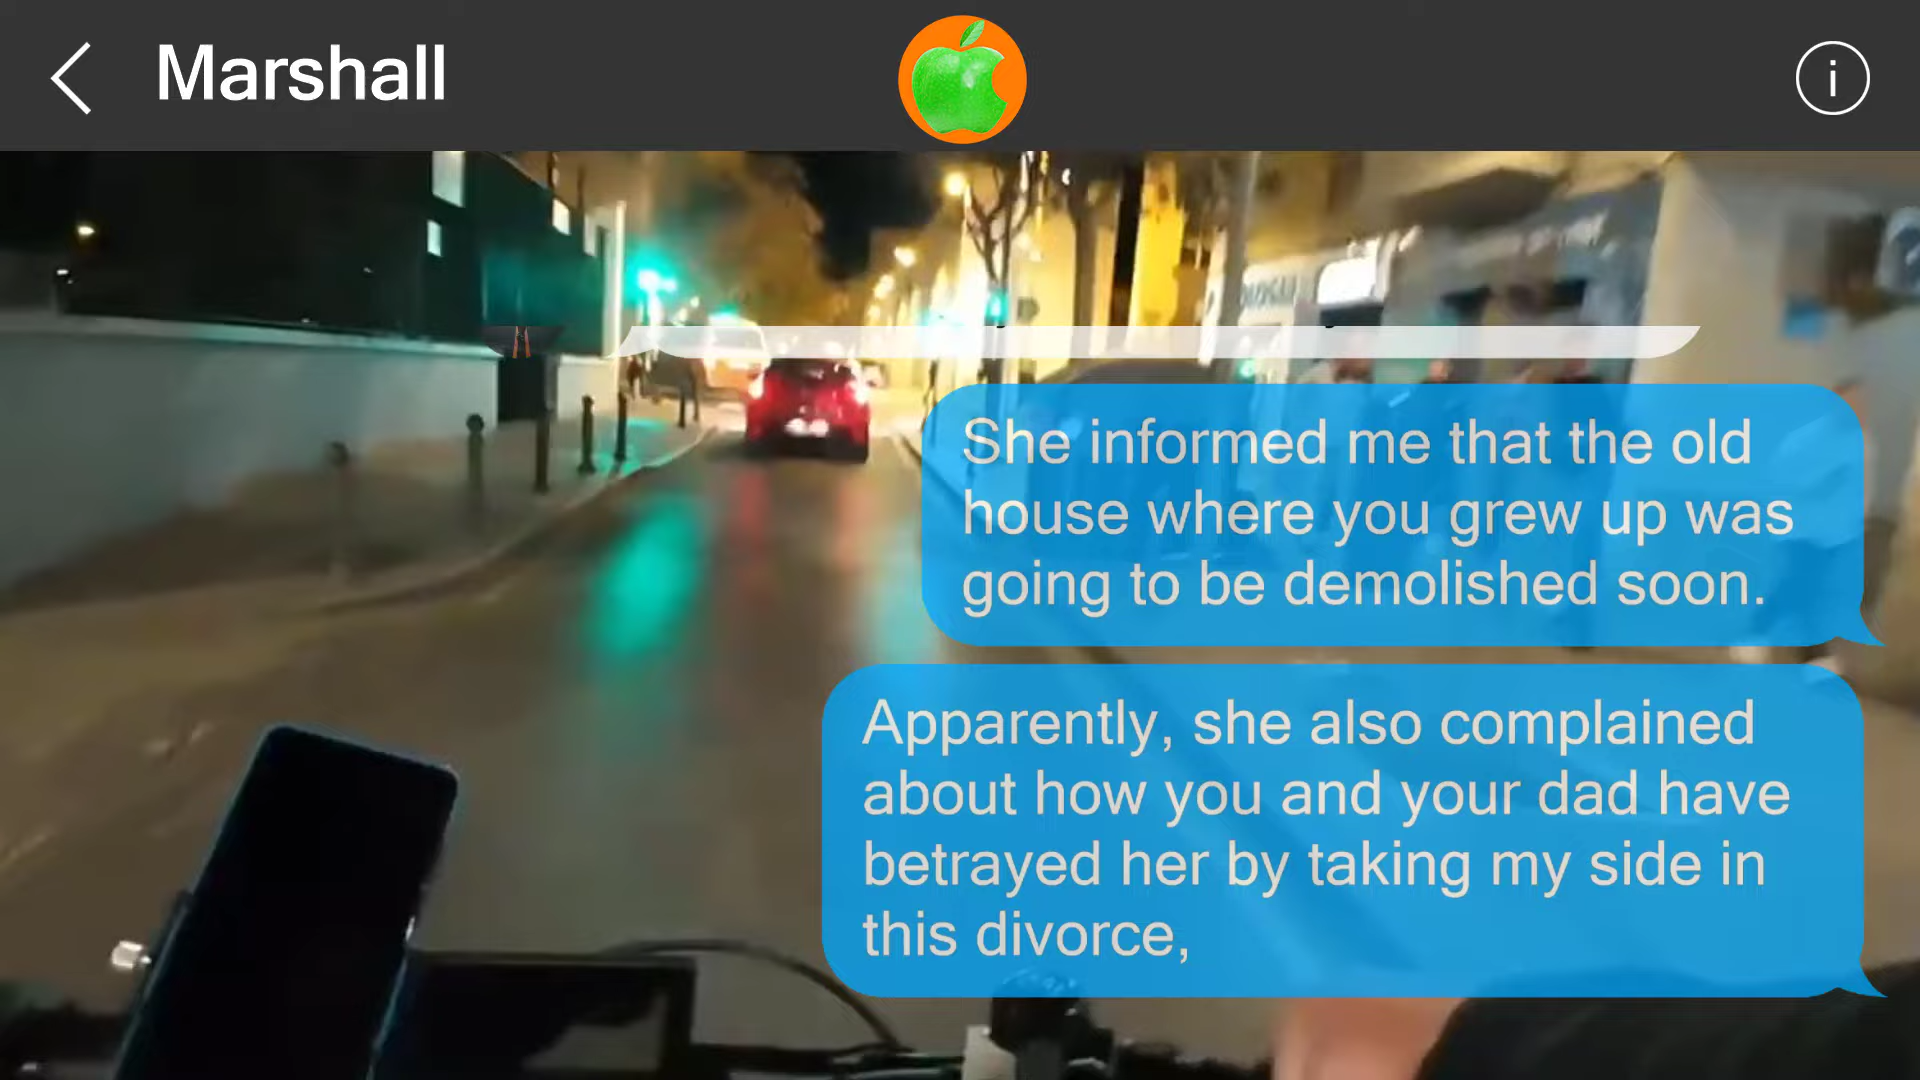 Marshall
i
She informed me that the old
house where you grew up was
going to be demolished soon.
Apparently, she also complained
about how you and your dad have
betrayed her by taking my side in
this divorce,